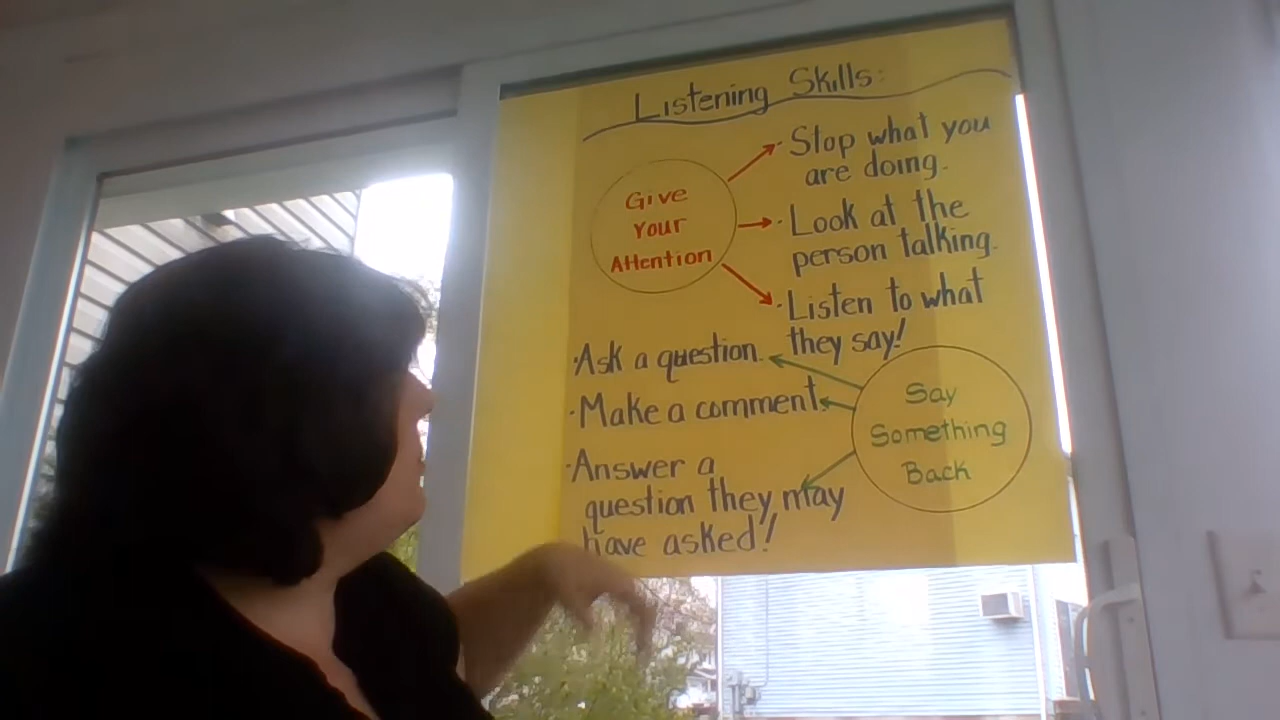 Listening Skills:
Give
Your
Attention
· Stop what you
are doing.
· Look at the
person talking.
· Listen to what
they say!
· Ask a question.
· Make a comment.
· Answer a
question they may
have asked!
Say
Something
Back